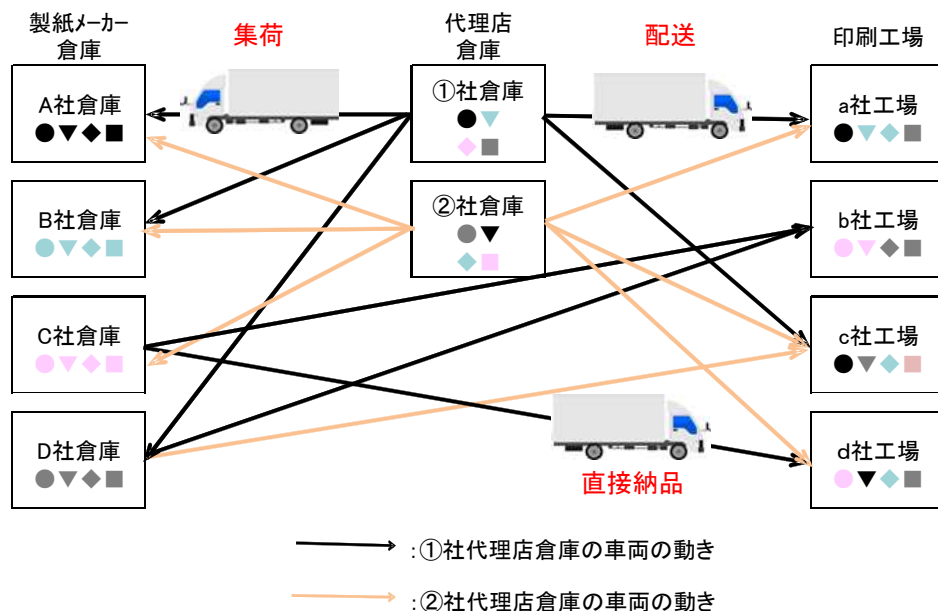 製紙メーカー
倉庫
集荷
代理店
倉庫
配送
印刷工場
A社倉庫
●▼◆■
①社倉庫
●▼
◆■
a社工場
●▼◆■
B社倉庫
●▼◆■
②社倉庫
●▼
◆■
b社工場
●▼◆■
C社倉庫
●▼◆■
c社工場
●▼◆■
D社倉庫
●▼◆■
直接納品
d社工場
●▼◆■
:①社代理店倉庫の車両の動き
:②社代理店倉庫の車両の動き